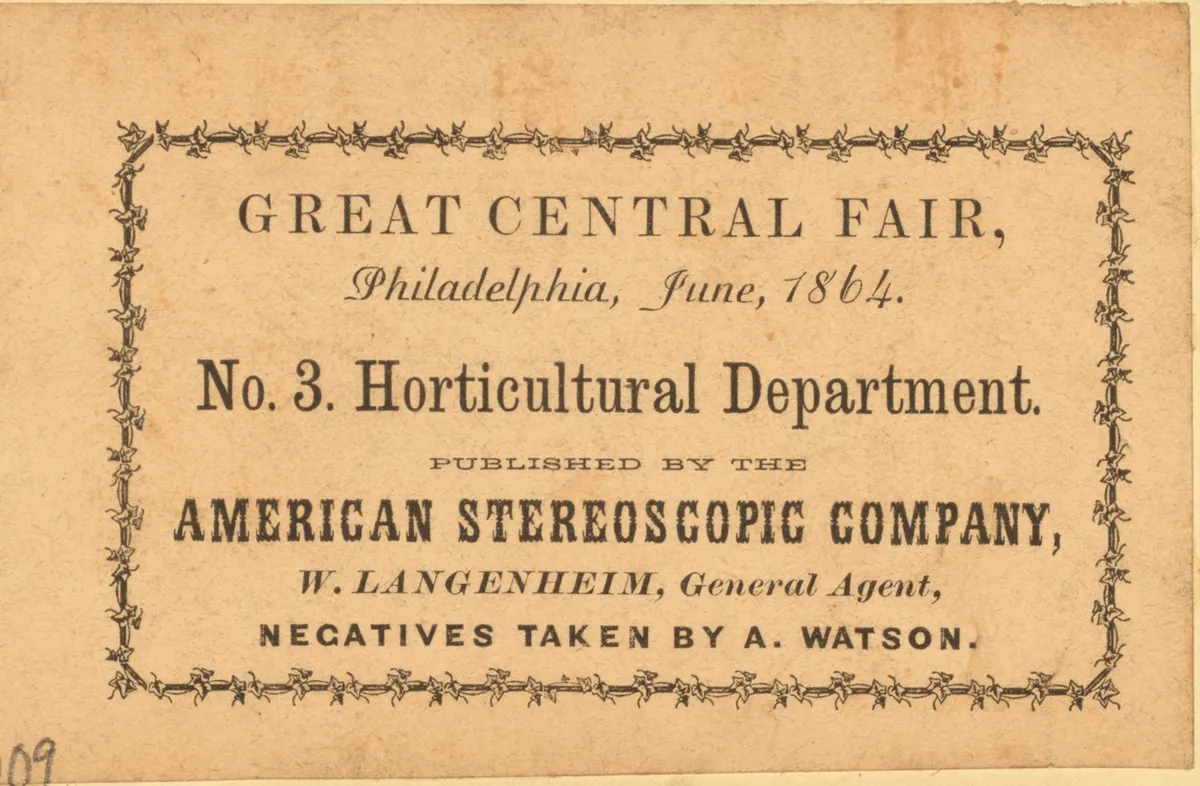 GREAT CENTRAL FAIR,
Philadelphia, June, 1864.
No. 3. Horticultural Department.
PUBLISHED BY THE
AMERICAN STEREOSCOPIC COMPANY,
W. LANGENHEIM, General Agent,
NEGATIVES TAKEN BY A. WATSON.